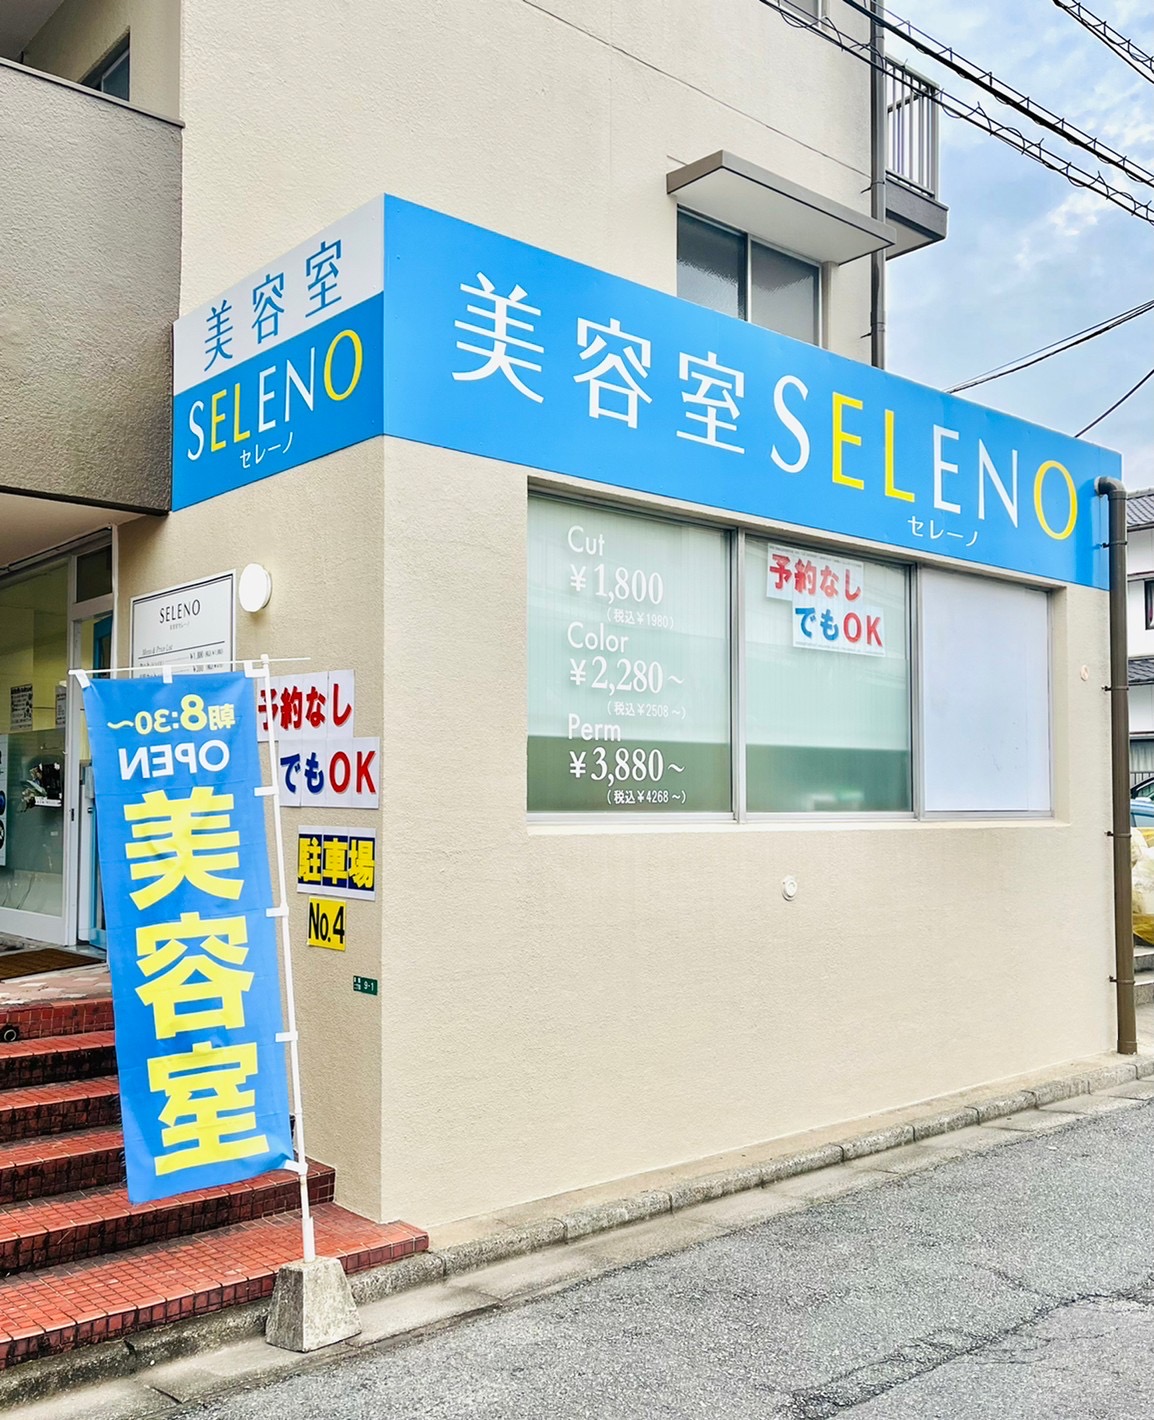 美容室
SELENO
セレーノ
美容室SELENO
セレーノ
Cut
¥1,800
(税込¥1980)
Color
¥2,280~
(税込¥2508~)
Perm
¥3,880~
(税込¥4268~)
予約なし
でもOK
SELENO
予約なし
でもOK
駐車場
No.4
9-1
朝8:30~
OPEN
美容室